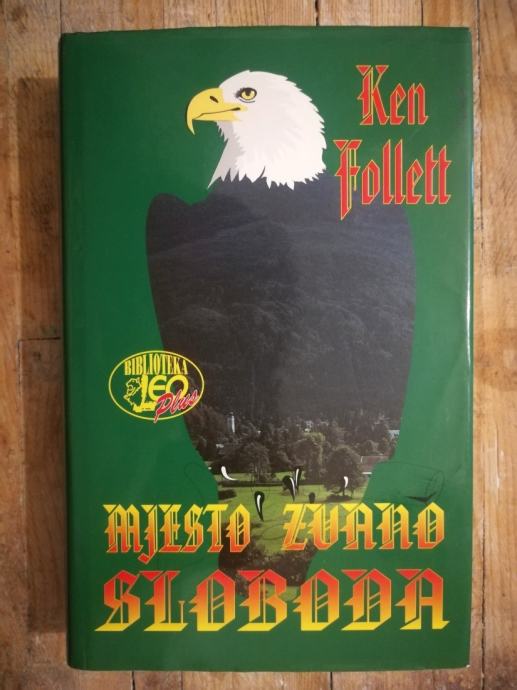 Ken
Follett
BIBLIOTEKA
LEO
Plus
MJESTO ZVANO
SLOBODA